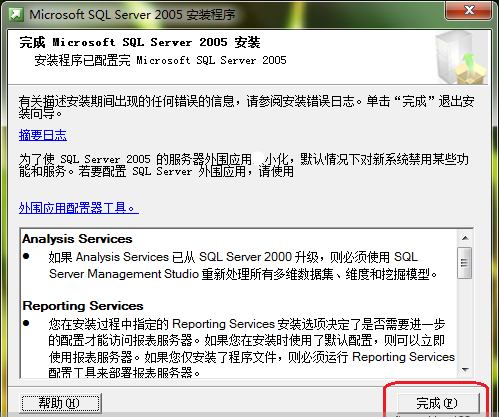 Microsoft SQL Server 2005 安装程序
完成 Microsoft SQL Server 2005 安装
安装程序已配置完 Microsoft SQL Server 2005
有关描述安装期间出现的任何错误的信息，请参阅安装错误日志。单击“完成”退出
安装向导。
摘要日志
为了使 SQL Server 2005 的服务器外围应用 小化，默认情况下对新系统禁用某些功
能和服务。若要配置 SQL Server 外围应用，请使用
外围应用配置器工具。
Analysis Services
● 如果 Analysis Services 已从 SQL Server 2000 升级，则必须使用 SQL
Server Management Studio 重新处理所有多维数据集、维度和挖掘模型。
Reporting Services
● 您在安装过程中指定的 Reporting Services 安装选项决定了是否需要进一步
的配置才能访问报表服务器。如果您在安装时使用了默认配置，则可以立即
使用报表服务器。如果您仅安装了程序文件，则必须运行 Reporting Services
配置工具来部署报表服务器。
帮助(H) 完成(F)